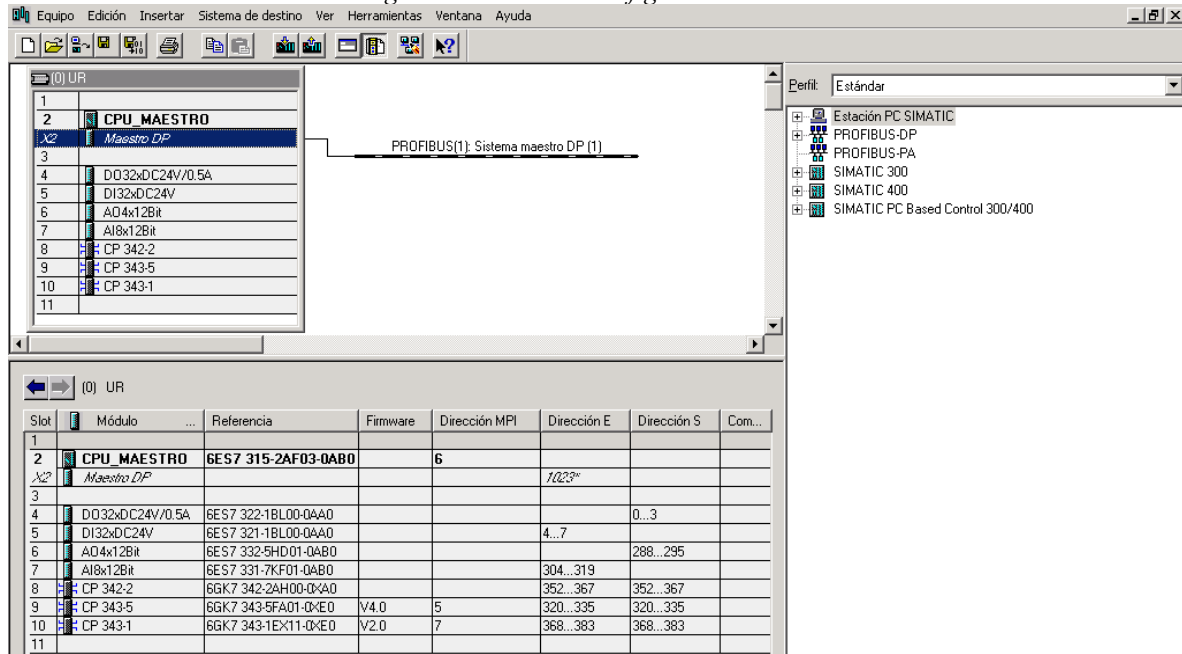 Equipo Edición Insertar Sistema de destino Ver Herramientas Ventana Ayuda
(0) UR
1
2 CPU_MAESTRO
X2 Maestro DP
3
4 DO32xDC24V/0.5A
5 DI32xDC24V
6 AO4x12Bit
7 AI8x12Bit
8 CP 342-2
9 CP 343-5
10 CP 343-1
11
PROFIBUS(1): Sistema maestro DP (1)
Perfil: Estándar
Estación PC SIMATIC
PROFIBUS-DP
PROFIBUS-PA
SIMATIC 300
SIMATIC 400
SIMATIC PC Based Control 300/400
(0) UR
Slot Módulo ... Referencia Firmware Dirección MPI Dirección E Dirección S Com...
1
2 CPU_MAESTRO 6ES7 315-2AF03-0AB0 6
X2 Maestro DP 1023*
3
4 DO32xDC24V/0.5A 6ES7 322-1BL00-0AA0 0...3
5 DI32xDC24V 6ES7 321-1BL00-0AA0 4...7
6 AO4x12Bit 6ES7 332-5HD01-0AB0 288...295
7 AI8x12Bit 6ES7 331-7KF01-0AB0 304...319
8 CP 342-2 6GK7 342-2AH00-0XA0 352...367 352...367
9 CP 343-5 6GK7 343-5FA01-0XE0 V4.0 5 320...335 320...335
10 CP 343-1 6GK7 343-1EX11-0XE0 V2.0 7 368...383 368...383
11